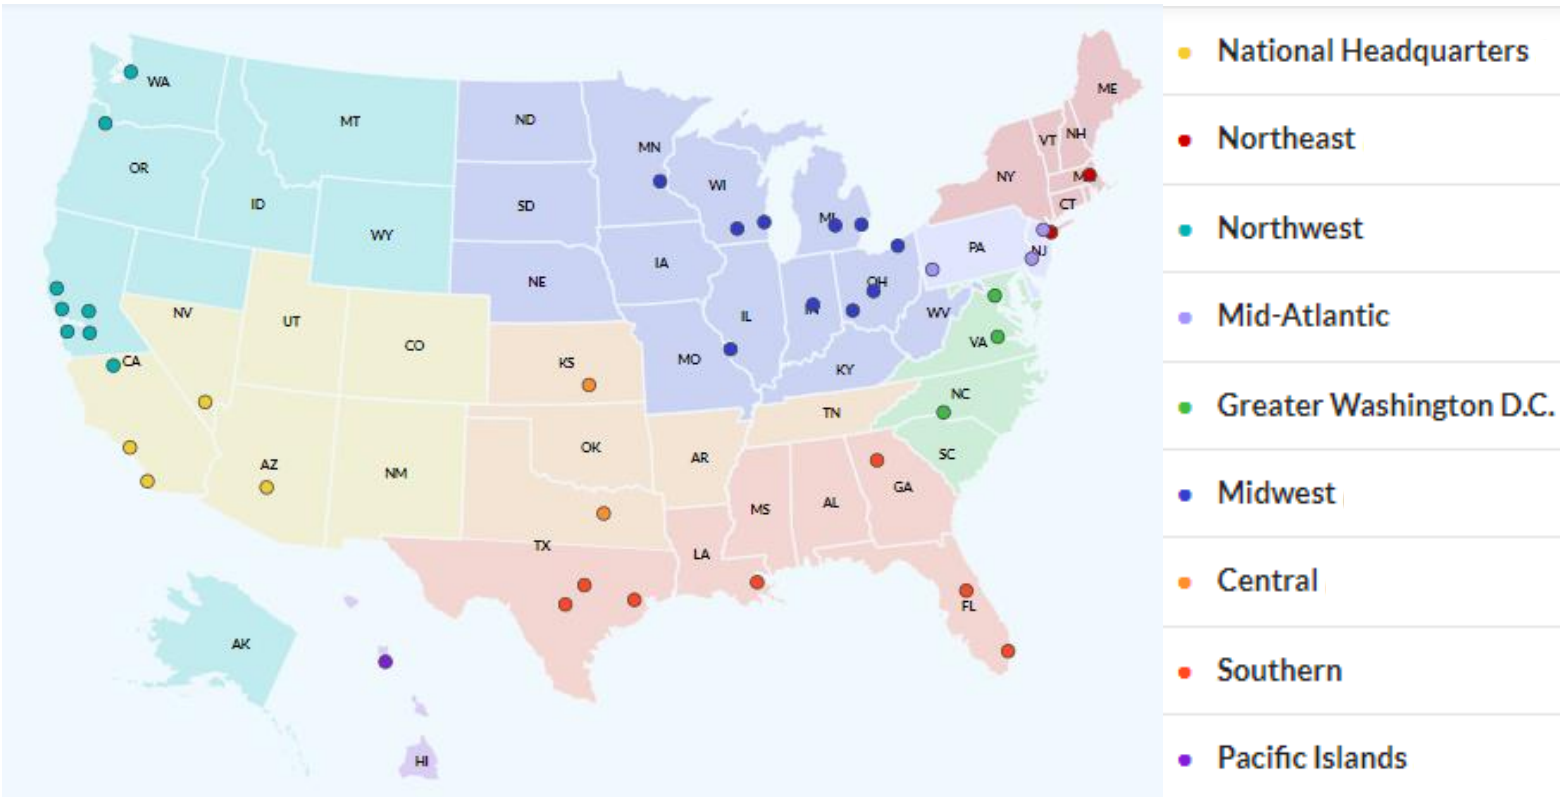 WA
MT
ND
MN
ME
VT
NH
OR
ID
WY
SD
WI
MI
NY
MA
CT
PA
NJ
NE
IA
IL
IN
OH
WV
VA
NV
UT
CO
KS
MO
KY
CA
AZ
NM
OK
AR
TN
NC
SC
TX
LA
MS
AL
GA
FL
AK
HI
National Headquarters
Northeast
Northwest
Mid-Atlantic
Greater Washington D.C.
Midwest
Central
Southern
Pacific Islands